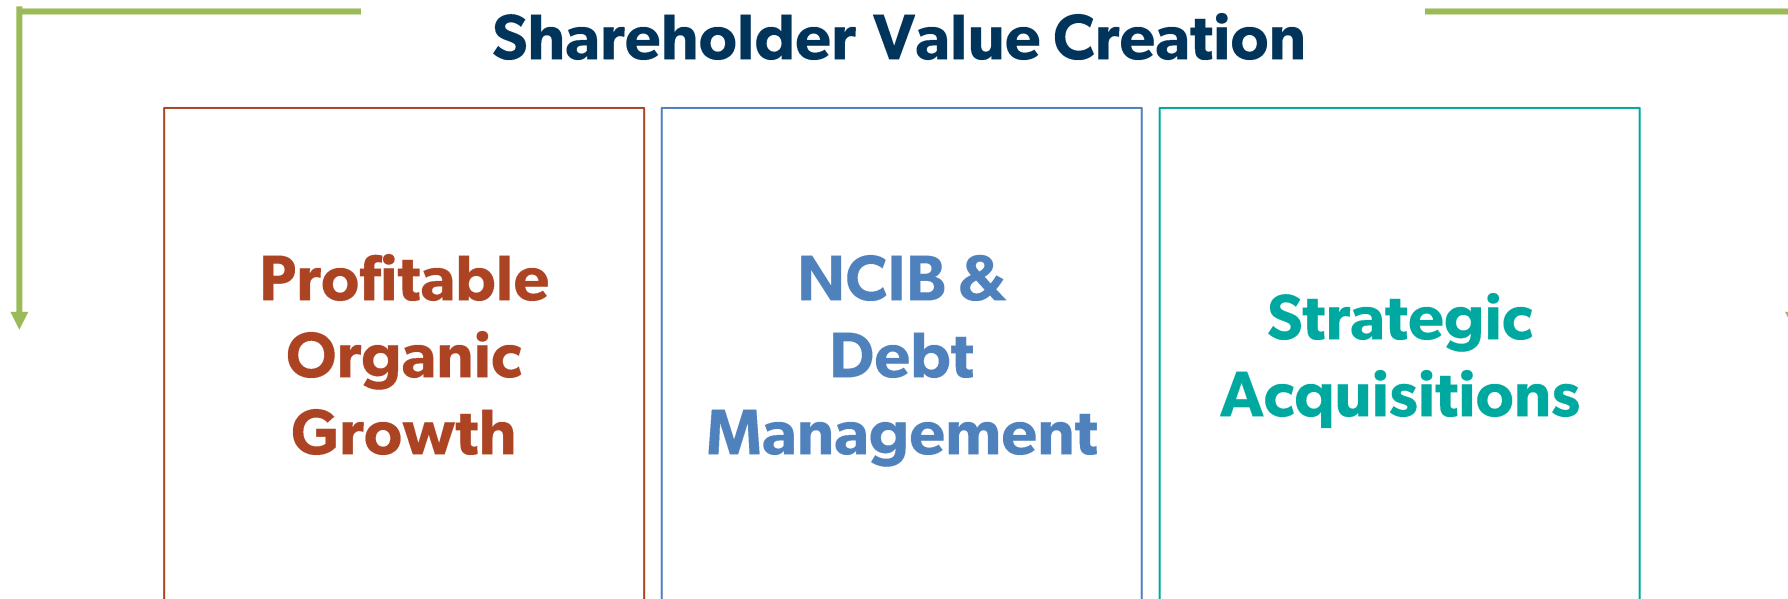 Shareholder Value Creation
Profitable
Organic
Growth
NCIB &
Debt
Management
Strategic
Acquisitions